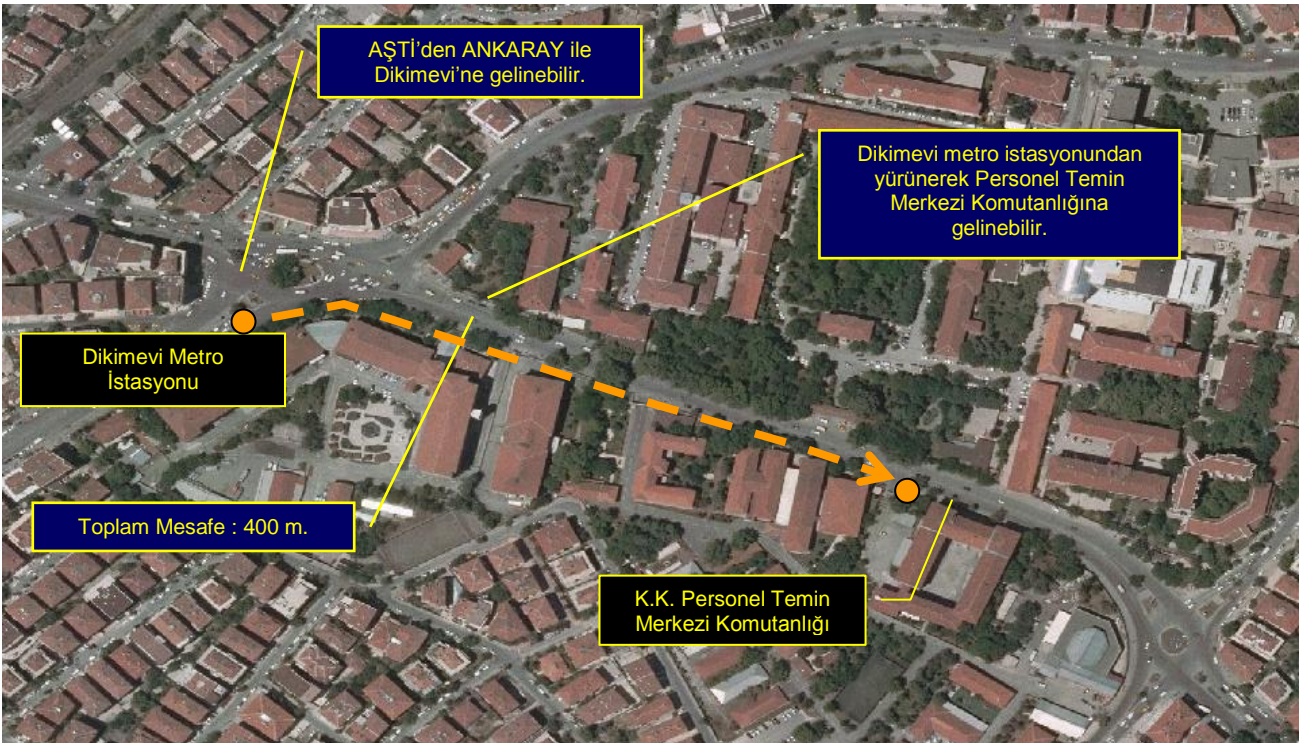 AŞTİ’den ANKARAY ile
Dikimevi’ne gelinebilir.
Dikimevi metro istasyonundan
yürünerek Personel Temin
Merkezi Komutanlığına
gelinebilir.
Dikimevi Metro
İstasyonu
Toplam Mesafe : 400 m.
K.K. Personel Temin
Merkezi Komutanlığı